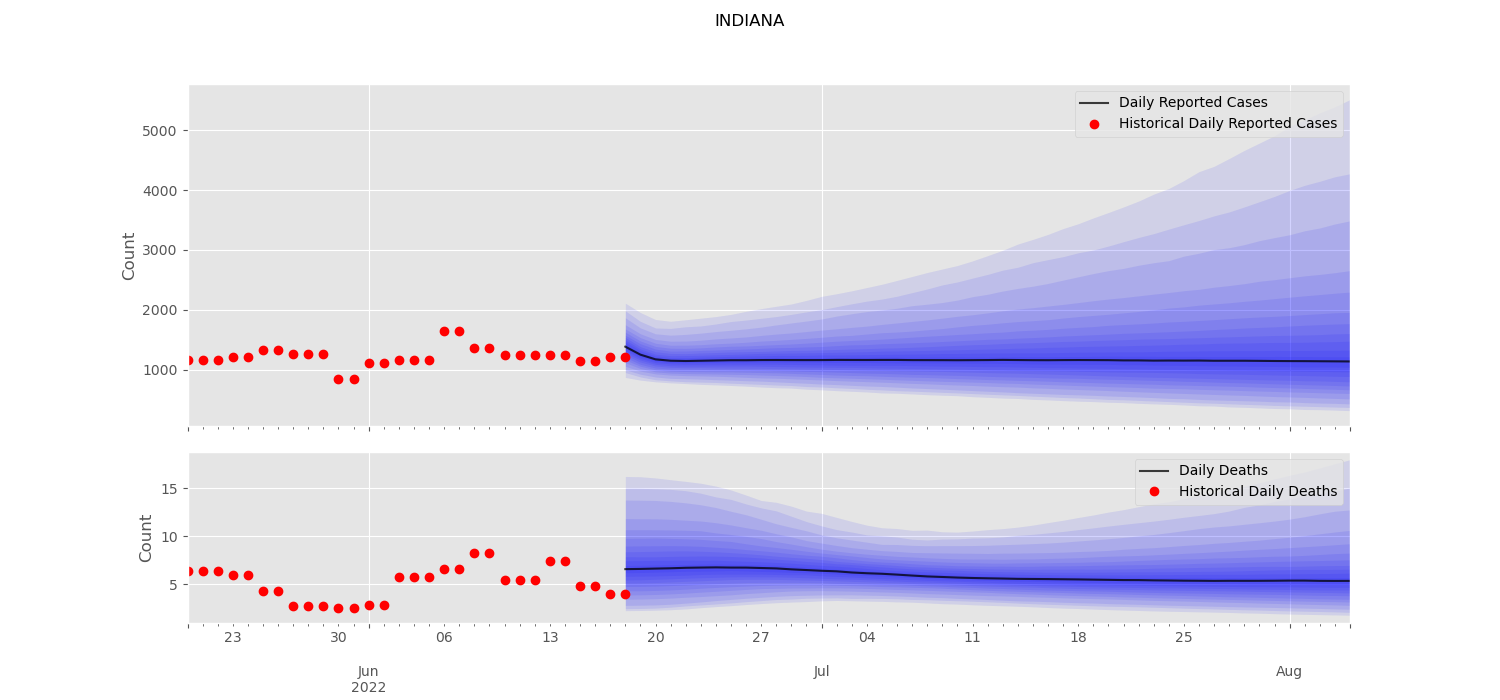 INDIANA
Daily Reported Cases
Historical Daily Reported Cases
Count
5000
4000
3000
2000
1000
Daily Deaths
Historical Daily Deaths
Count
15
10
5
23 30 06 13 20 27 04 11 18 25
Jun Jul Aug
2022